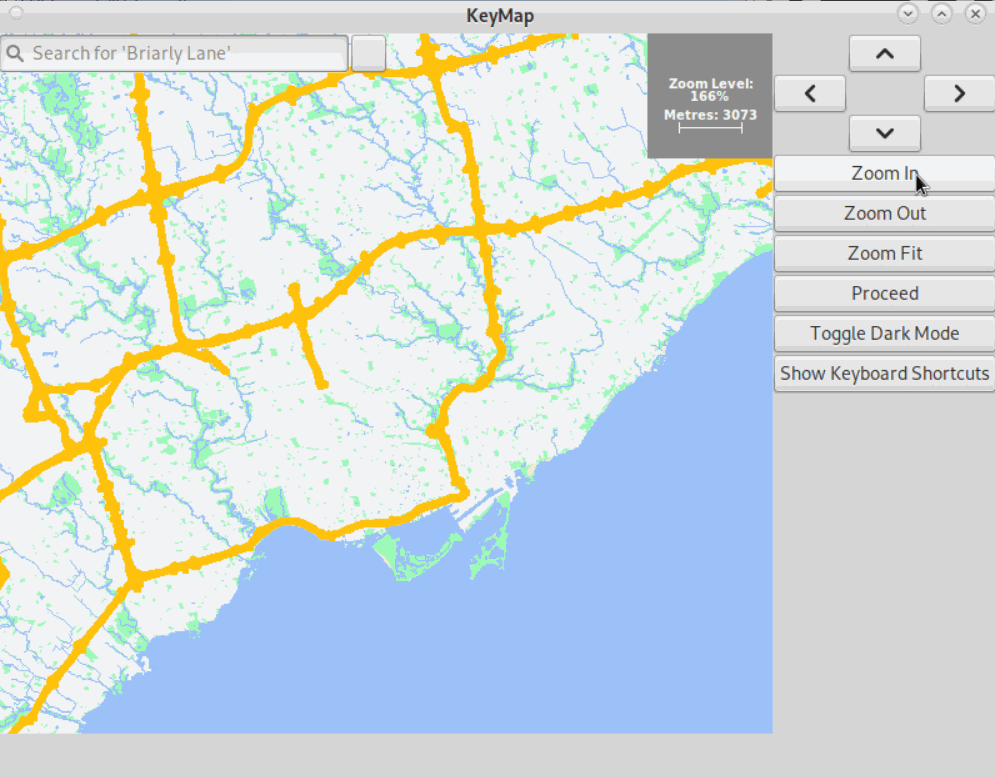 KeyMap
Search for 'Briarly Lane'
Zoom Level:
166%
Metres: 3073
Zoom In
Zoom Out
Zoom Fit
Proceed
Toggle Dark Mode
Show Keyboard Shortcuts